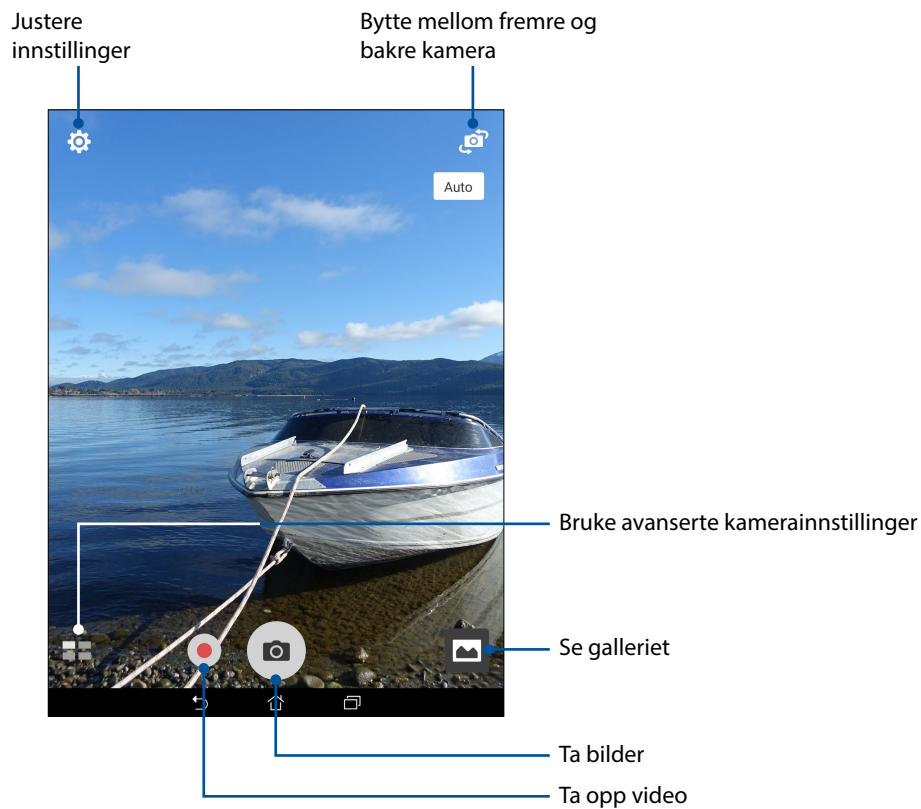 Justere
innstillinger
Bytte mellom fremre og
bakre kamera
Auto
Bruke avanserte kamerainnstillinger
Se galleriet
Ta bilder
Ta opp video